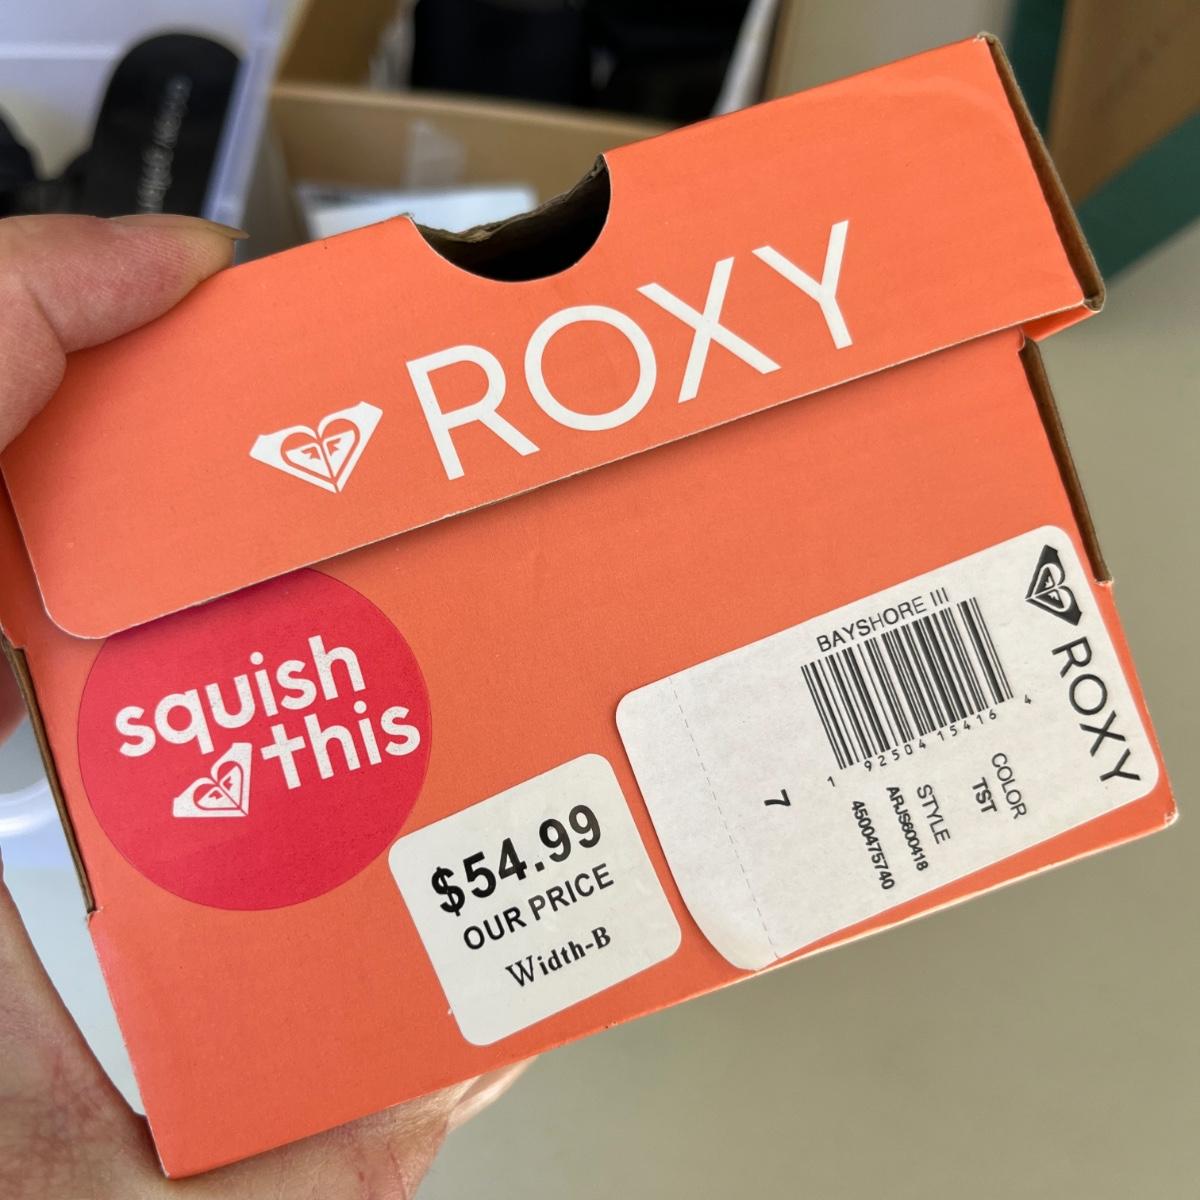 ROXY
squish
this
$54.99
OUR PRICE
Width-B
BAYSHORE III
1 92504 15416 4
7
4500475740
STYLE
ARJS600418
COLOR
TST
ROXY